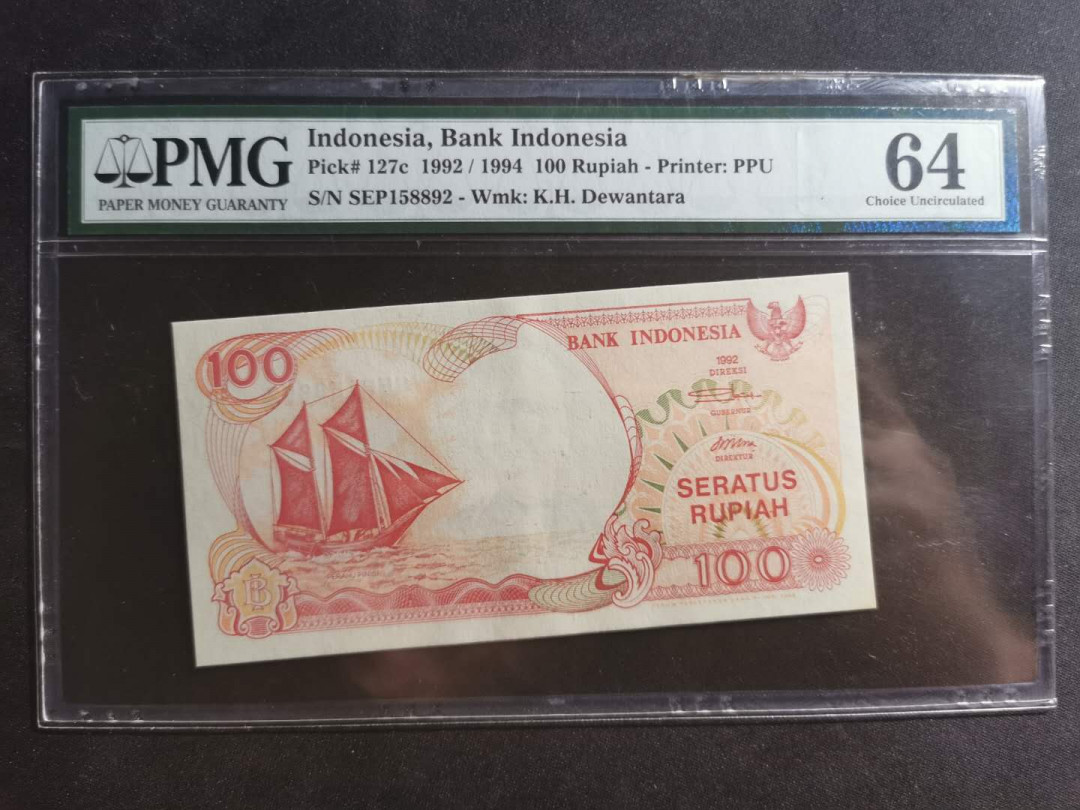 PMG
PAPER MONEY GUARANTY
Indonesia, Bank Indonesia
Pick# 127c 1992 / 1994 100 Rupiah - Printer: PPU
S/N SEP158892 - Wmk: K.H. Dewantara
64
Choice Uncirculated
100
BANK INDONESIA
1992
DIREKSI
GUBERNUR
DIREKTUR
SERATUS
RUPIAH
100